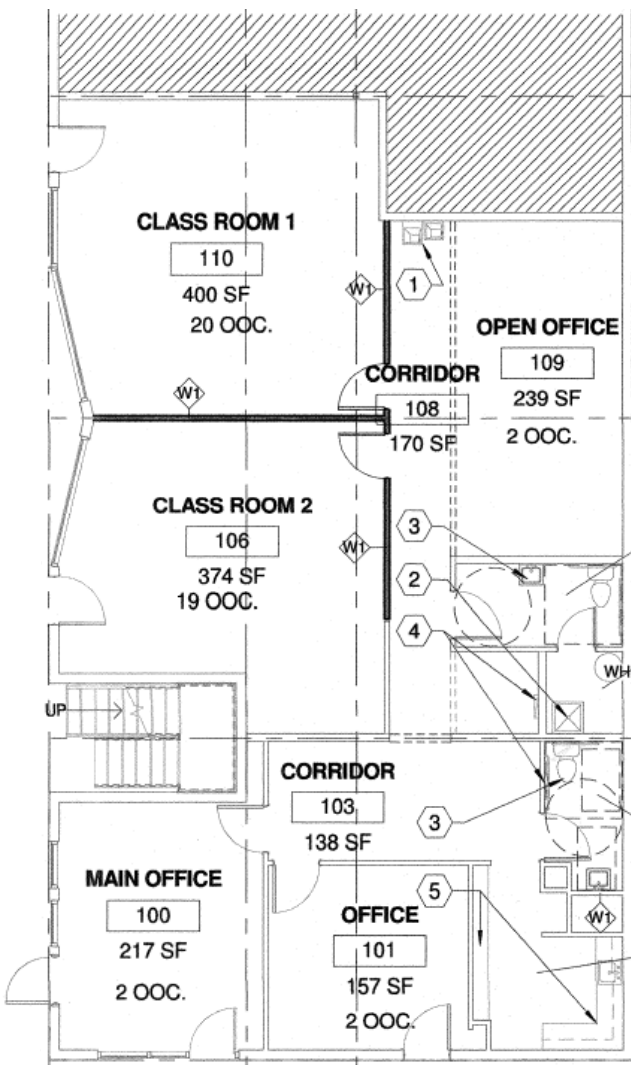 CLASS ROOM 1
110
400 SF
20 OOC.
W1
1
OPEN OFFICE
109
239 SF
2 OOC.
CORRIDOR
108
170 SF
W1
CLASS ROOM 2
106
374 SF
19 OOC.
W1
3
2
4
WH
UP
CORRIDOR
103
138 SF
3
MAIN OFFICE
100
217 SF
2 OOC.
OFFICE
101
157 SF
2 OOC.
5
W1